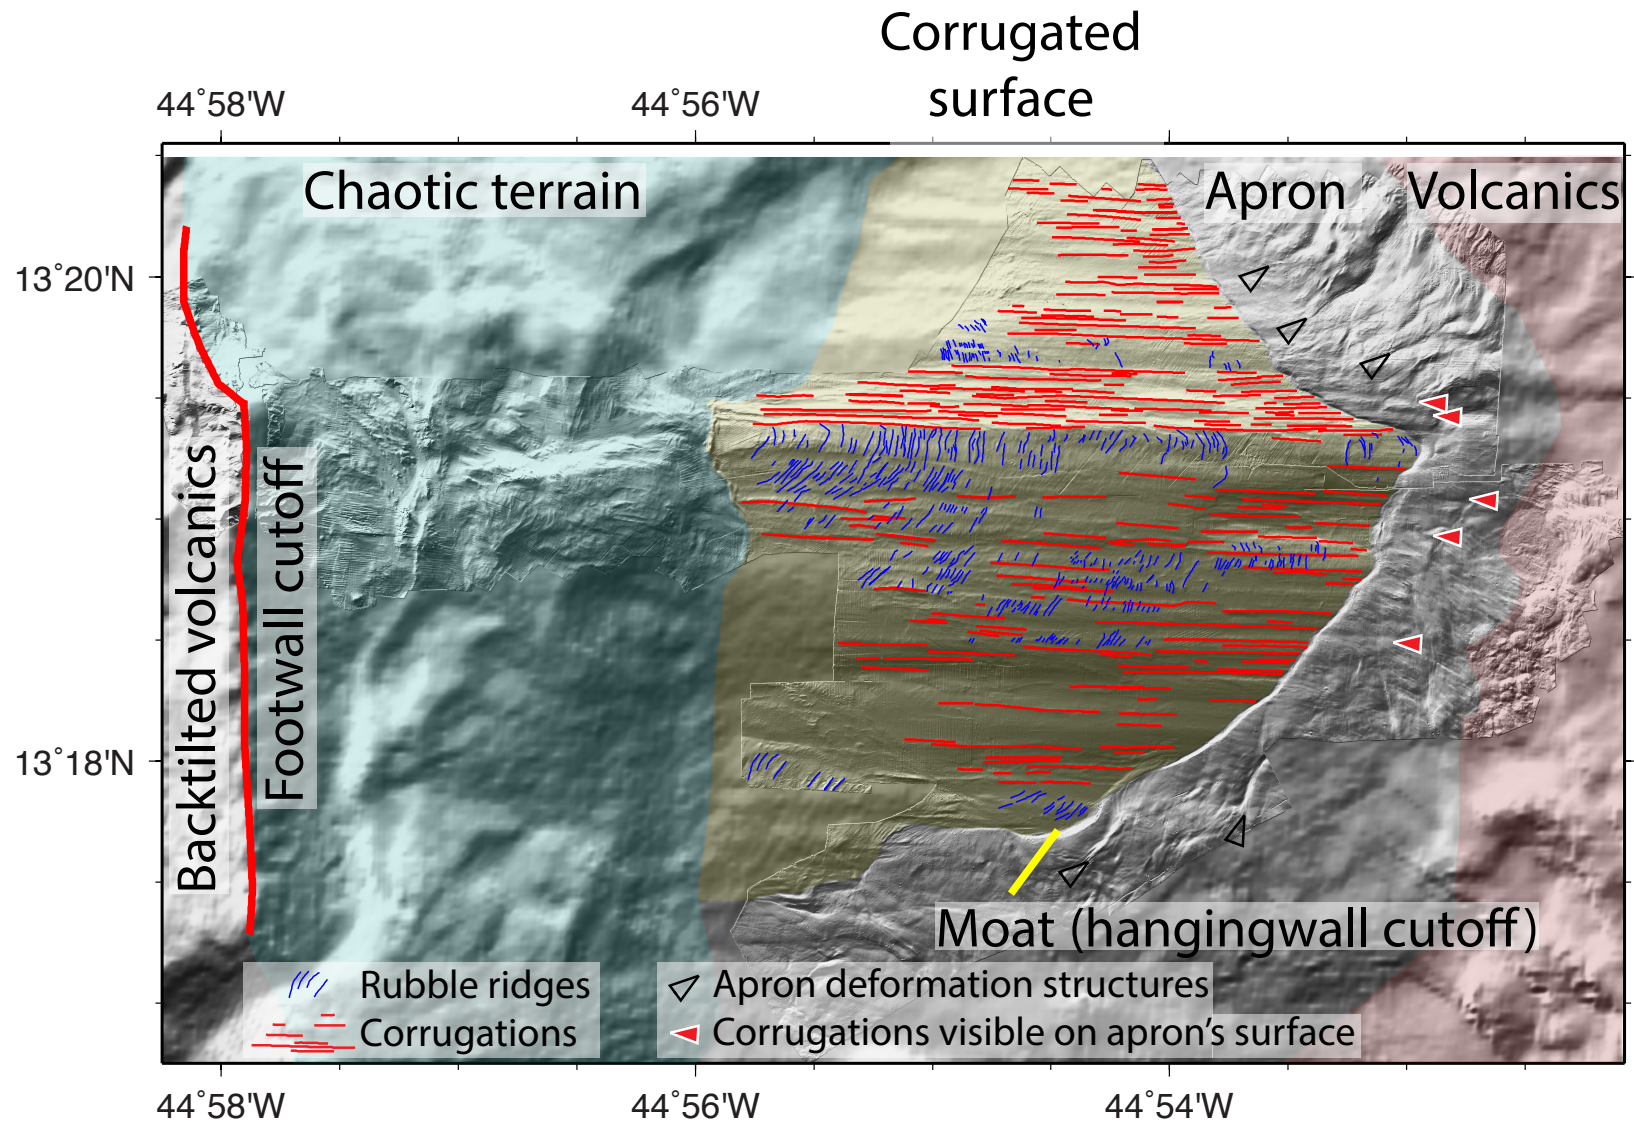 Corrugated
surface
44°58'W
44°56'W
Chaotic terrain
Apron
Volcanics
13°20'N
Backtilted volcanics
Footwall cutoff
13°18'N
Moat (hangingwall cutoff)
Rubble ridges
Apron deformation structures
Corrugations
Corrugations visible on apron's surface
44°58'W
44°56'W
44°54'W